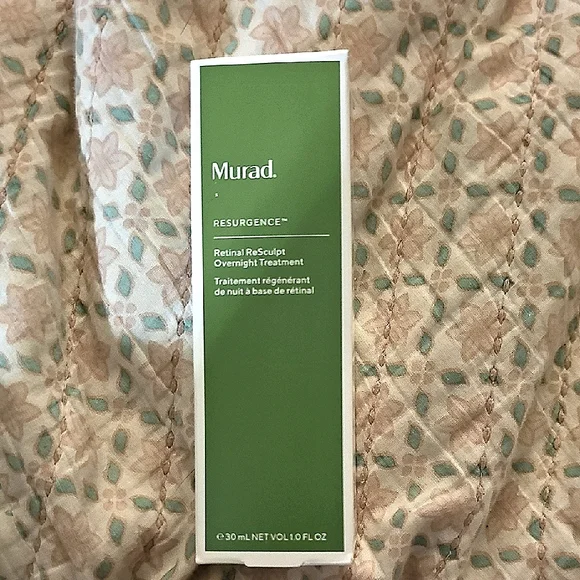 Murad.
RESURGENCE™
Retinal ReSculpt
Overnight Treatment
Traitement régénérant
de nuit à base de rétinal
℮ 30 mL NET VOL 1.0 FL OZ